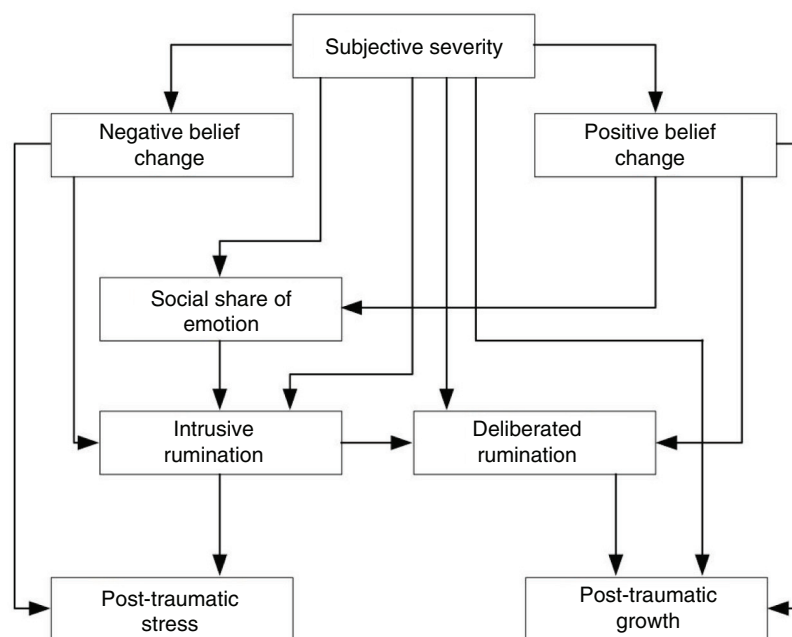 Subjective severity
Negative belief
change
Positive belief
change
Social share of
emotion
Intrusive
rumination
Deliberated
rumination
Post-traumatic
stress
Post-traumatic
growth